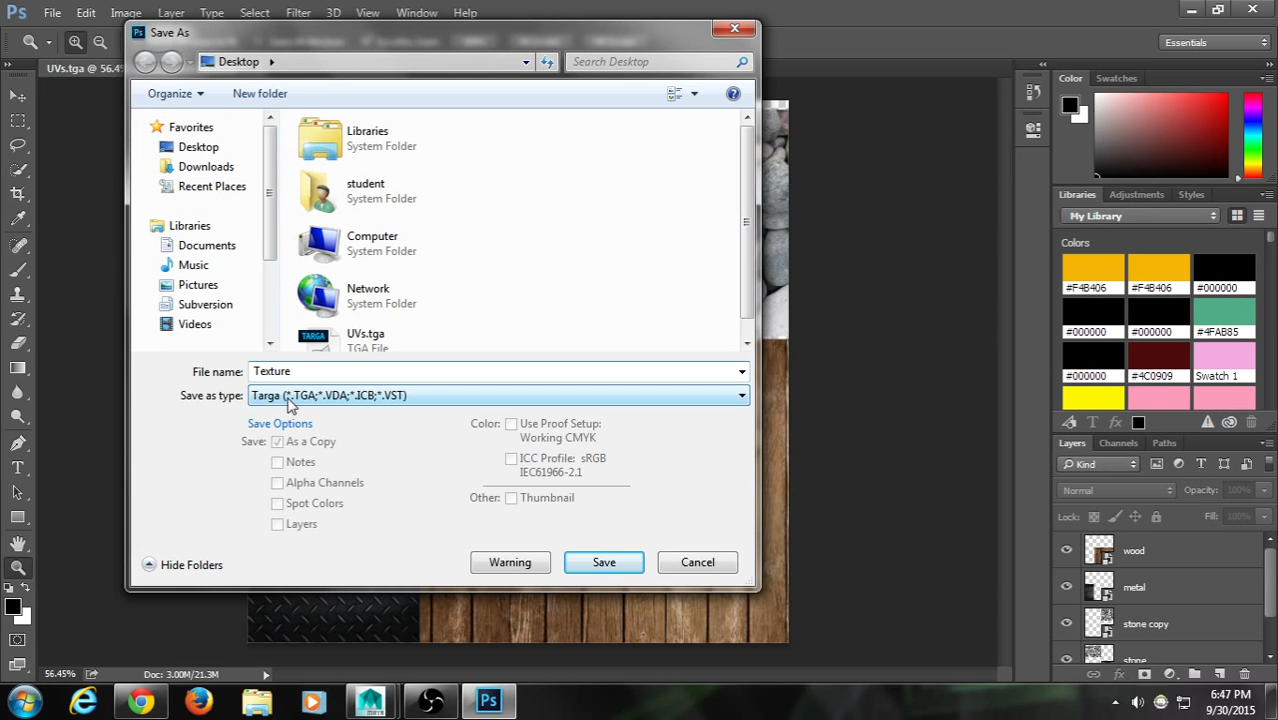 Ps File Edit Image Layer Type Select Filter 3D View Window Help
Ps Save As
Essentials
UVs.tga @ 56.4
Desktop
Search Desktop
Organize
New folder
Favorites
Desktop
Downloads
Recent Places
Libraries
Documents
Music
Pictures
Subversion
Videos
Libraries
System Folder
student
System Folder
Computer
System Folder
Network
System Folder
TARGA
UVs.tga
TGA File
File name: Texture
Save as type: Targa (*.TGA;*.VDA;*.ICB;*.VST)
Save Options
Save: As a Copy
Notes
Alpha Channels
Spot Colors
Layers
Color: Use Proof Setup:
Working CMYK
ICC Profile: sRGB
IEC61966-2.1
Other: Thumbnail
Hide Folders
Warning
Save
Cancel
Color Swatches
Libraries Adjustments Styles
My Library
Colors
#F4B406 #F4B406 #000000
#000000 #000000 #4FAB85
#000000 #4C0909 Swatch 1
fx
Layers Channels Paths
Kind
Normal Opacity: 100%
Lock: Fill: 100%
wood
metal
stone copy
stone
fx
56.45% Doc: 3.00M/21.3M
MAYA
Ps
6:47 PM
9/30/2015